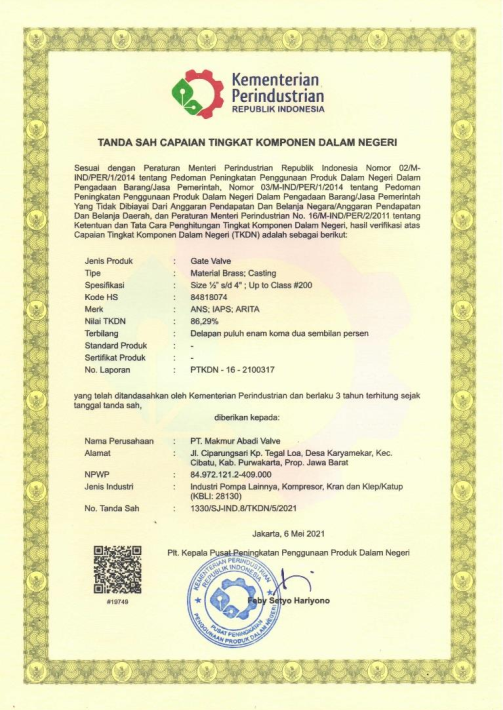 Kementerian
Perindustrian
REPUBLIK INDONESIA
TANDA SAH CAPAIAN TINGKAT KOMPONEN DALAM NEGERI
Sesuai dengan Peraturan Menteri Perindustrian Republik Indonesia Nomor 02/M-
IND/PER/1/2014 tentang Pedoman Peningkatan Penggunaan Produk Dalam Negeri Dalam
Pengadaan Barang/Jasa Pemerintah, Nomor 03/M-IND/PER/1/2014 tentang Pedoman
Peningkatan Penggunaan Produk Dalam Negeri Dalam Pengadaan Barang/Jasa Pemerintah
Yang Tidak Dibiayai Dari Anggaran Pendapatan Dan Belanja Negara/Anggaran Pendapatan
Dan Belanja Daerah, dan Peraturan Menteri Perindustrian No. 16/M-IND/PER/2/2011 tentang
Ketentuan dan Tata Cara Penghitungan Tingkat Komponen Dalam Negeri, hasil verifikasi atas
Capaian Tingkat Komponen Dalam Negeri (TKDN) adalah sebagai berikut:
Jenis Produk : Gate Valve
Tipe : Material Brass; Casting
Spesifikasi : Size ½" s/d 4" ; Up to Class #200
Kode HS : 84818074
Merk : ANS; IAPS; ARITA
Nilai TKDN : 86,29%
Terbilang : Delapan puluh enam koma dua sembilan persen
Standard Produk : -
Sertifikat Produk : -
No. Laporan : PTKDN - 16 - 2100317
yang telah ditandasahkan oleh Kementerian Perindustrian dan berlaku 3 tahun terhitung sejak
tanggal tanda sah,
diberikan kepada:
Nama Perusahaan : PT. Makmur Abadi Valve
Alamat : Jl. Ciparungsari Kp. Tegal Loa, Desa Karyamekar, Kec.
Cibatu, Kab. Purwakarta, Prop. Jawa Barat
NPWP : 84.972.121.2-409.000
Jenis Industri : Industri Pompa Lainnya, Kompresor, Kran dan Klep/Katup
(KBLI: 28130)
No. Tanda Sah : 1330/SJ-IND.8/TKDN/5/2021
Jakarta, 6 Mei 2021
Plt. Kepala Pusat Peningkatan Penggunaan Produk Dalam Negeri
KEMENTERIAN PERINDUSTRIAN
REPUBLIK INDONESIA
PUSAT PENINGKATAN
PENGGUNAAN PRODUK DALAM NEGERI
Feby Setyo Hariyono
#19749